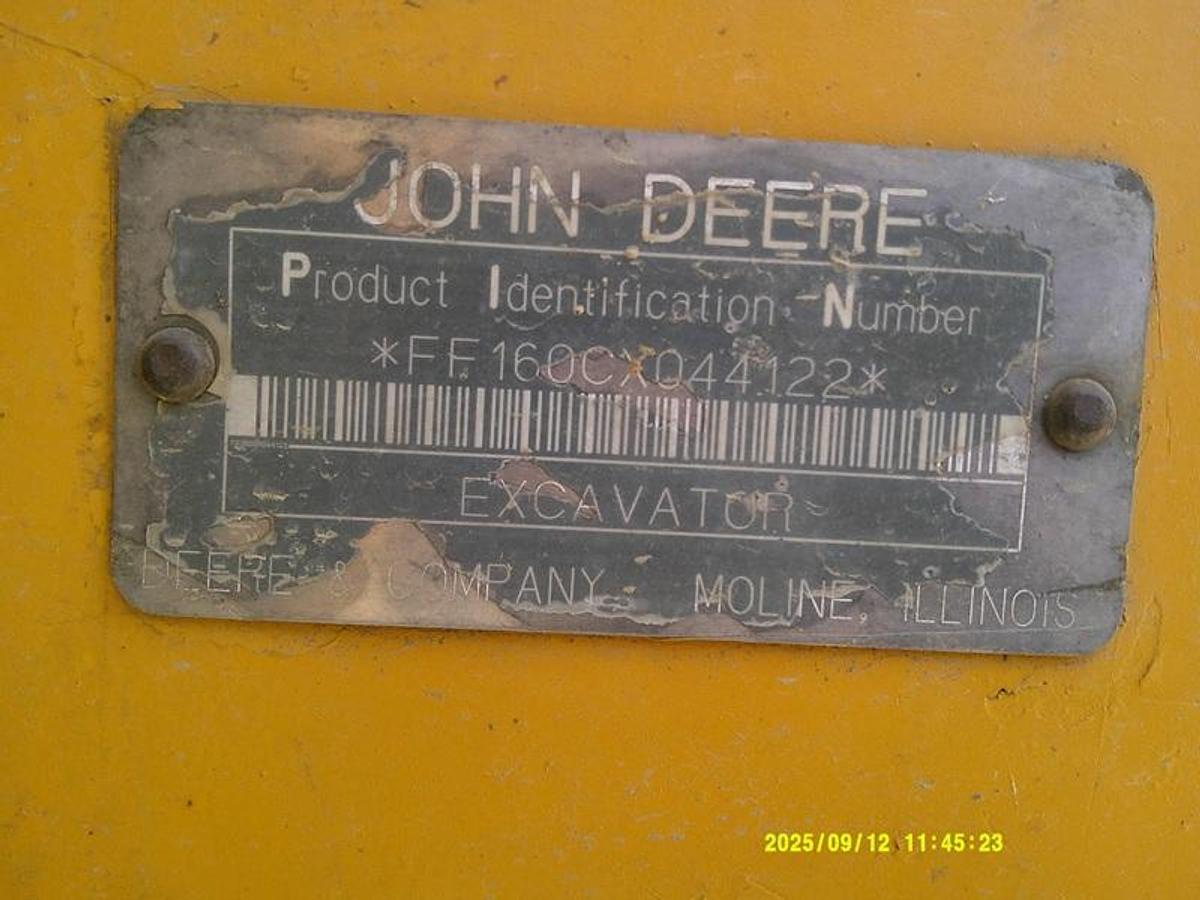 JOHN DEERE
Product Identification Number
*FF160CX044122*
EXCAVATOR
DEERE & COMPANY MOLINE, ILLINOIS
2025/09/12 11:45:23